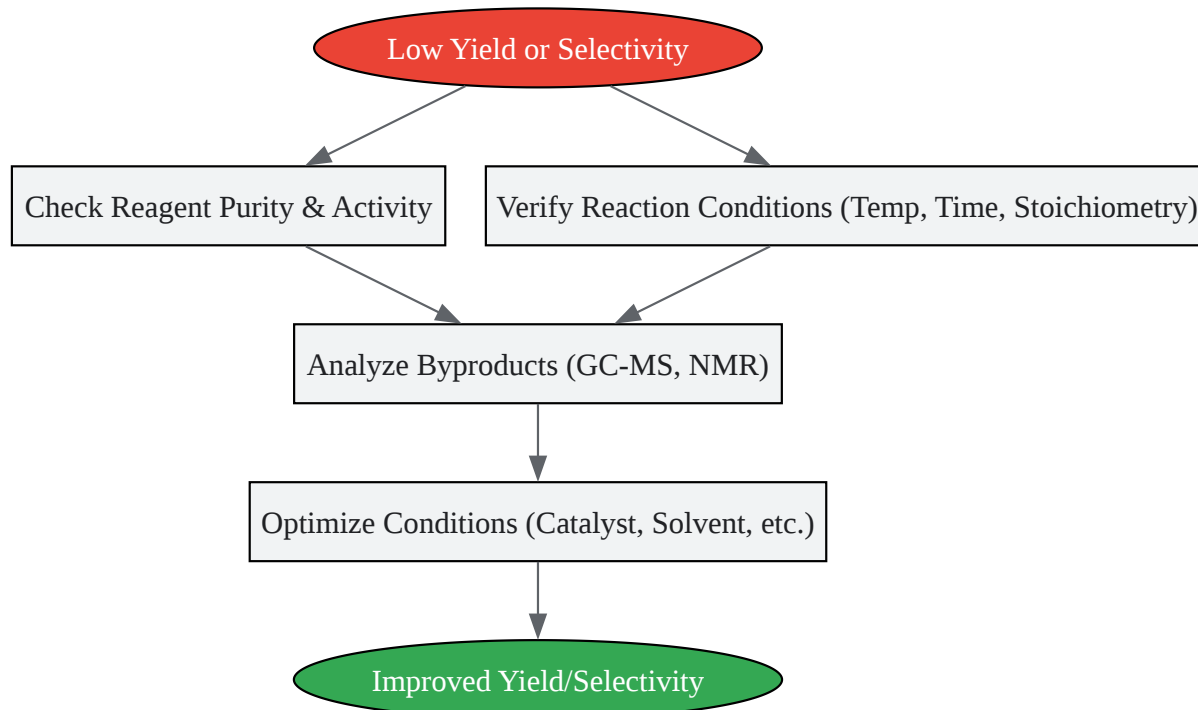 Low Yield or Selectivity
Check Reagent Purity & Activity
Verify Reaction Conditions (Temp, Time, Stoichiometry)
Analyze Byproducts (GC-MS, NMR)
Optimize Conditions (Catalyst, Solvent, etc.)
Improved Yield/Selectivity